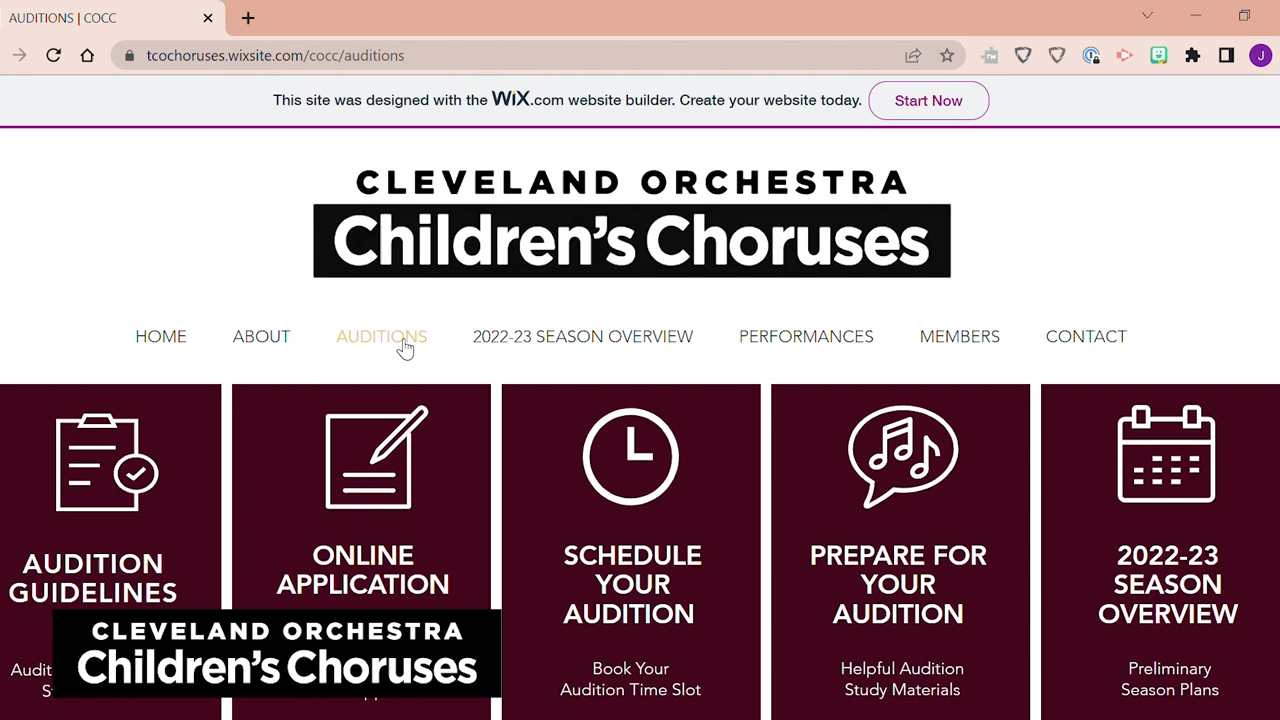 AUDITIONS | COCC
tcochoruses.wixsite.com/cocc/auditions
J
This site was designed with the WiX.com website builder. Create your website today.
Start Now
CLEVELAND ORCHESTRA
Children's Choruses
HOME
ABOUT
AUDITIONS
2022-23 SEASON OVERVIEW
PERFORMANCES
MEMBERS
CONTACT
AUDITION
GUIDELINES
ONLINE
APPLICATION
SCHEDULE
YOUR
AUDITION
Book Your
Audition Time Slot
PREPARE FOR
YOUR
AUDITION
Helpful Audition
Study Materials
2022-23
SEASON
OVERVIEW
Preliminary
Season Plans
CLEVELAND ORCHESTRA
Children's Choruses